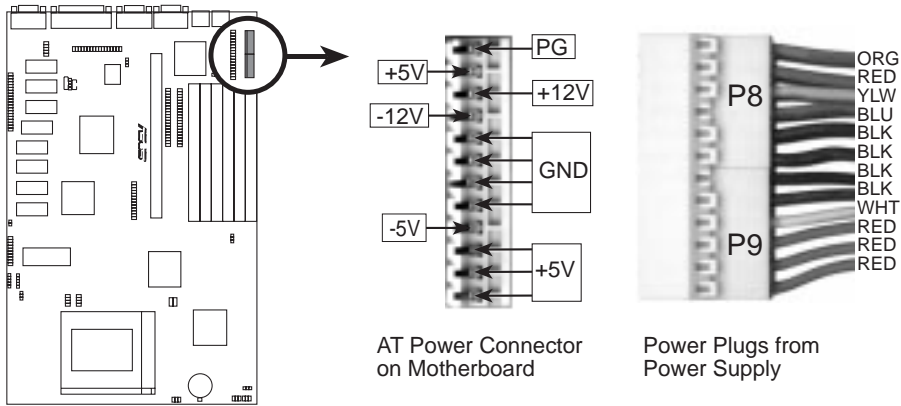 PG
+5V
+12V
-12V
GND
-5V
+5V
P8
P9
ORG
RED
YLW
BLU
BLK
BLK
BLK
BLK
WHT
RED
RED
RED
AT Power Connector
on Motherboard
Power Plugs from
Power Supply